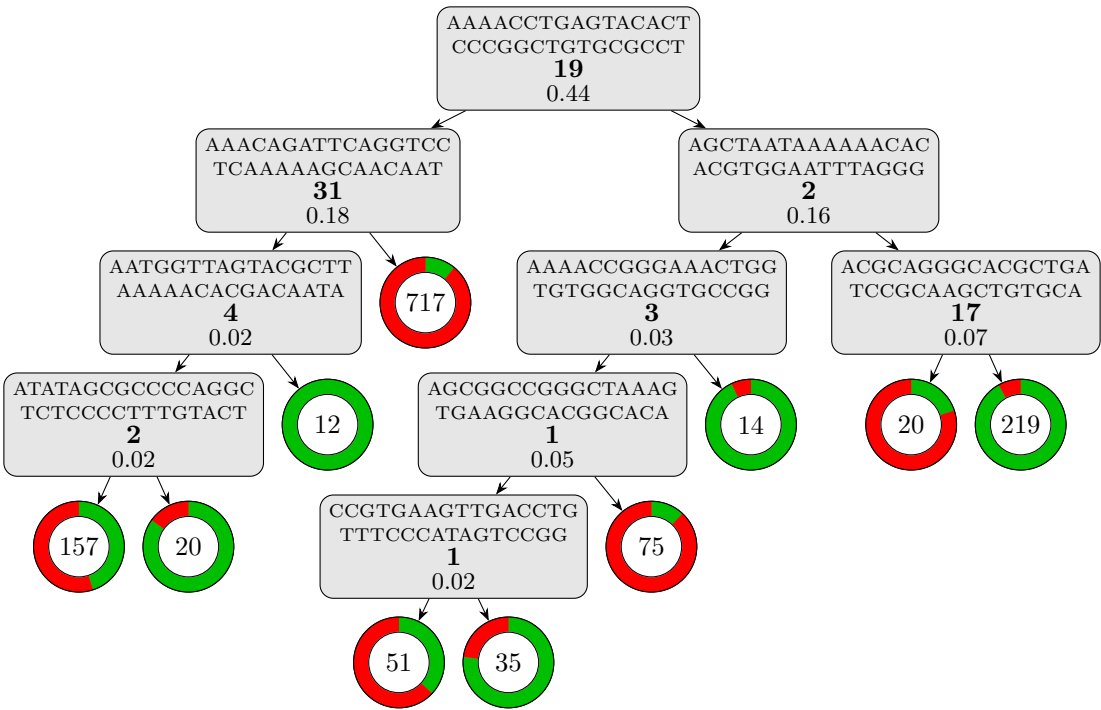 AAAACCTGAGTACACT
CCCGGCTGTGCGCCT
19
0.44
AAACAGATTCAGGTCC
TCAAAAAGCAACAAT
31
0.18
AGCTAATAAAAAACAC
ACGTGGAATTTAGGG
2
0.16
AATGGTTAGTACGCTT
AAAAACACGACAATA
4
0.02
717
AAAACCGGGAAACTGG
TGTGGCAGGTGCCGG
3
0.03
ACGCAGGGCACGCTGA
TCCGCAAGCTGTGCA
17
0.07
ATATAGCGCCCCAGGC
TCTCCCCTTTGTACT
2
0.02
12
AGCGGCCGGGCTAAAG
TGAAGGCACGGCACA
1
0.05
14
20
219
157
20
CCGTGAAGTTGACCTG
TTTCCCATAGTCCGG
1
0.02
75
51
35